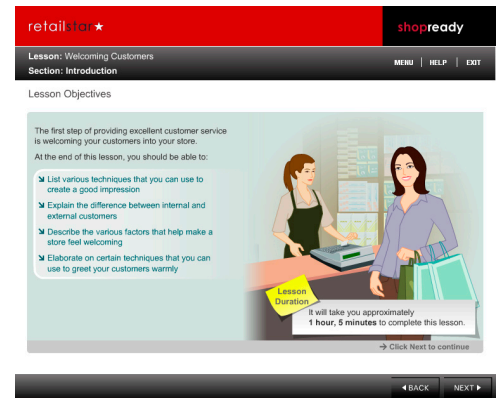 retailstar★
shopready
Lesson: Welcoming Customers
Section: Introduction
MENU | HELP | EXIT
Lesson Objectives
The first step of providing excellent customer service
is welcoming your customers into your store.
At the end of this lesson, you should be able to:
List various techniques that you can use to
create a good impression
Explain the difference between internal and
external customers
Describe the various factors that help make a
store feel welcoming
Elaborate on certain techniques that you can
use to greet your customers warmly
Lesson
Duration
It will take you approximately
1 hour, 5 minutes to complete this lesson.
→ Click Next to continue
◀ BACK
NEXT ▶